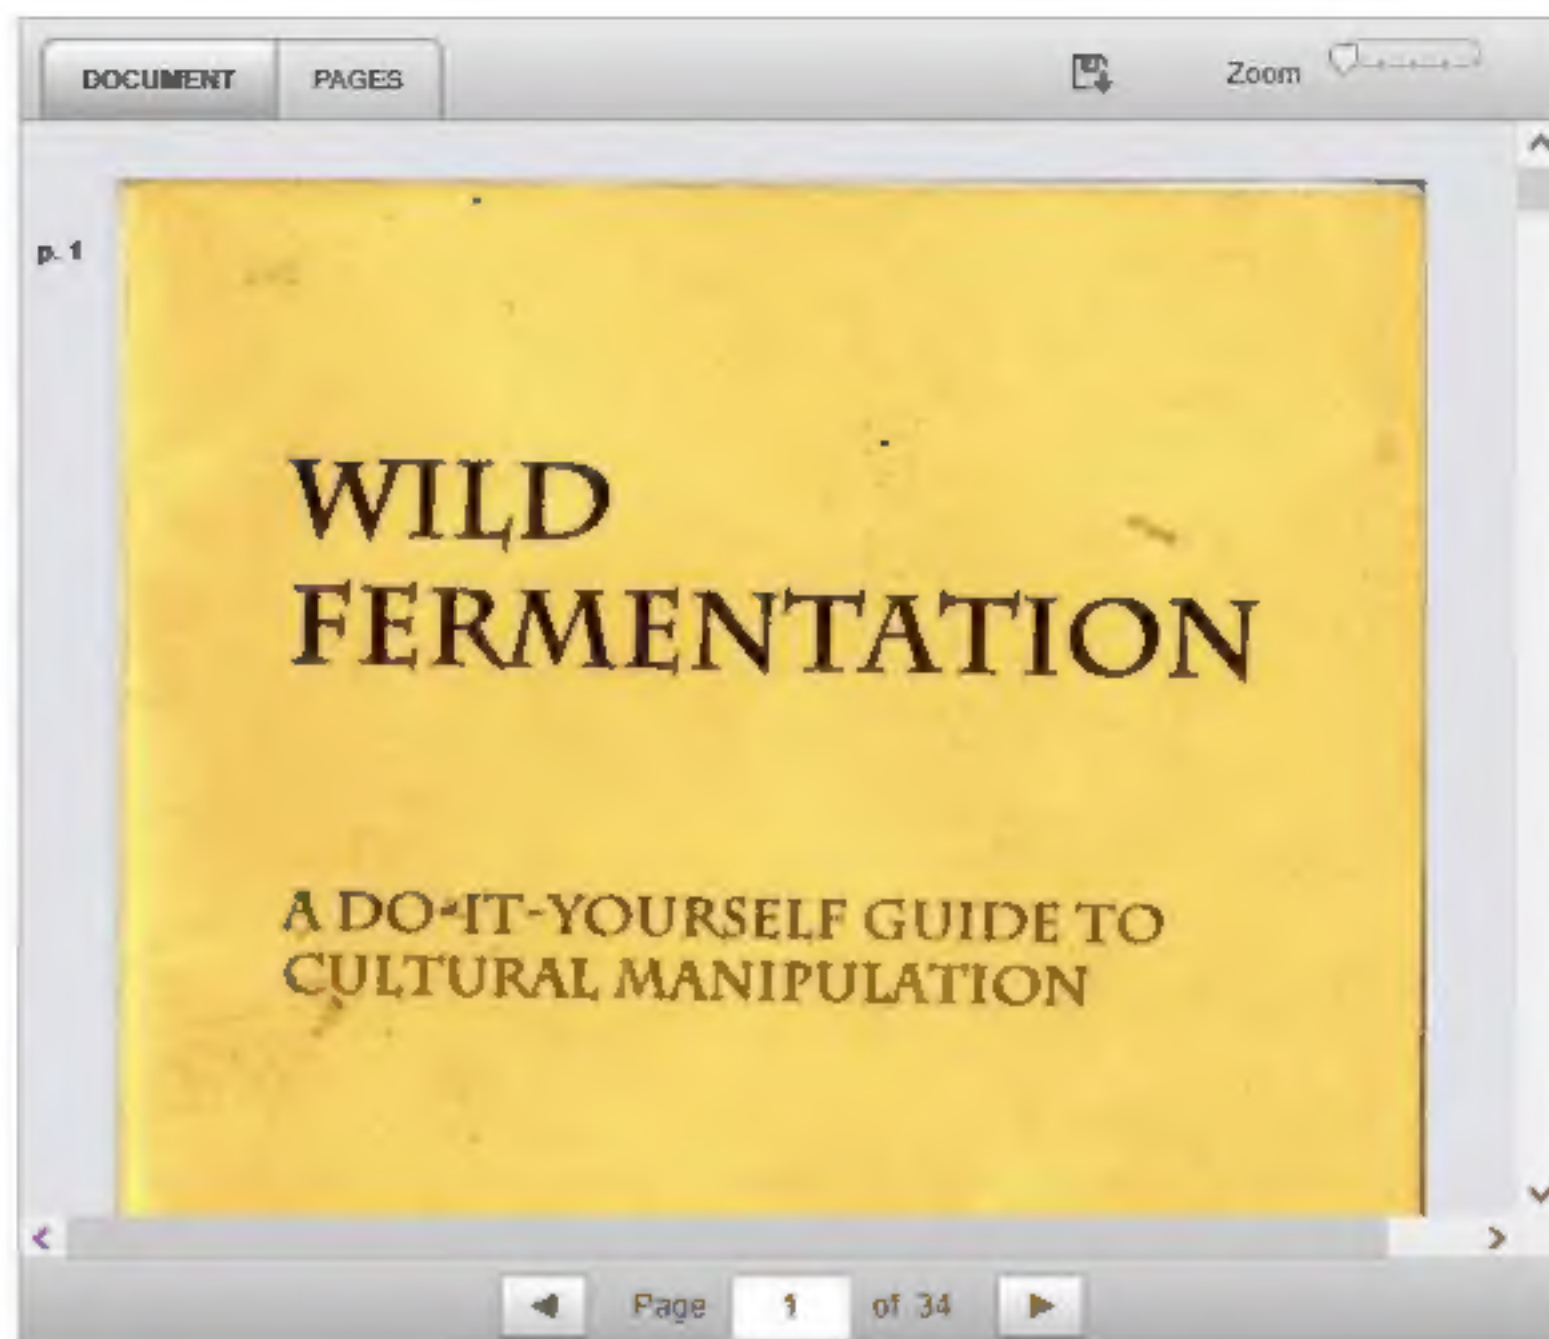 DOCUMENT PAGES Zoom
p. 1
WILD
FERMENTATION
A DO-IT-YOURSELF GUIDE TO
CULTURAL MANIPULATION
Page 1 of 34